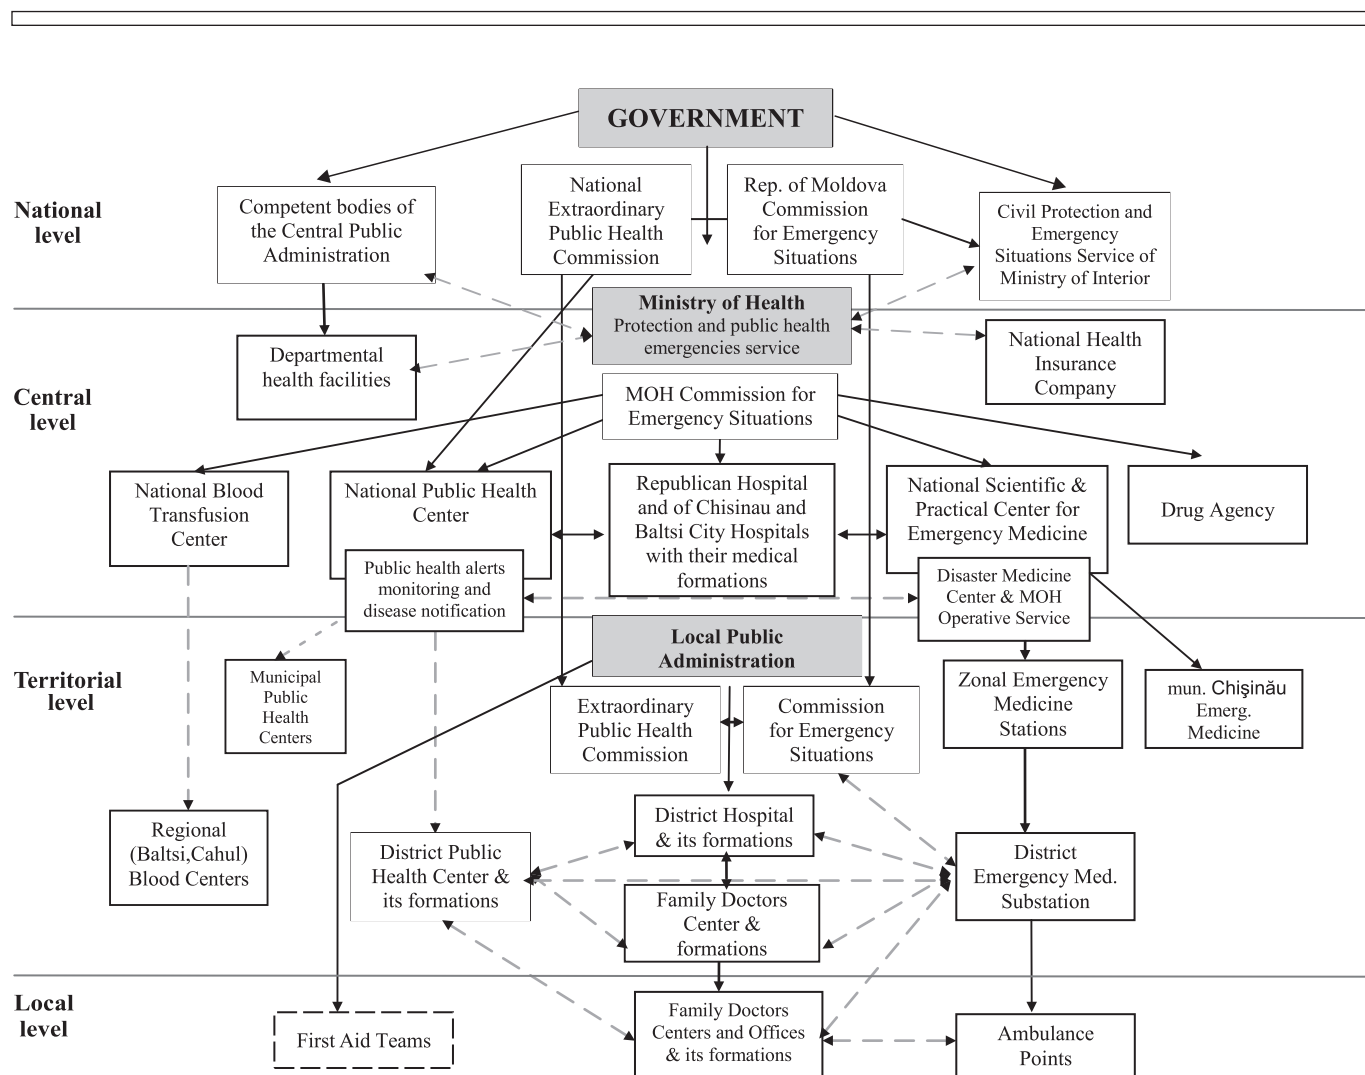 GOVERNMENT
National
level
Competent bodies of
the Central Public
Administration
National
Extraordinary
Public Health
Commission
Rep. of Moldova
Commission
for Emergency
Situations
Civil Protection and
Emergency
Situations Service of
Ministry of Interior
Ministry of Health
Protection and public health
emergencies service
Central
level
Departmental
health facilities
National Health
Insurance
Company
MOH Commission for
Emergency Situations
National Blood
Transfusion
Center
National Public Health
Center
Republican Hospital
and of Chisinau and
Baltsi City Hospitals
with their medical
formations
National Scientific &
Practical Center for
Emergency Medicine
Drug Agency
Public health alerts
monitoring and
disease notification
Disaster Medicine
Center & MOH
Operative Service
Territorial
level
Local Public
Administration
Municipal
Public
Health
Centers
Extraordinary
Public Health
Commission
Commission
for Emergency
Situations
Zonal Emergency
Medicine
Stations
mun. Chişinău
Emerg.
Medicine
Regional
(Baltsi,Cahul)
Blood Centers
District Public
Health Center &
its formations
District Hospital
& its formations
Family Doctors
Center &
formations
District
Emergency Med.
Substation
Local
level
First Aid Teams
Family Doctors
Centers and Offices
& its formations
Ambulance
Points